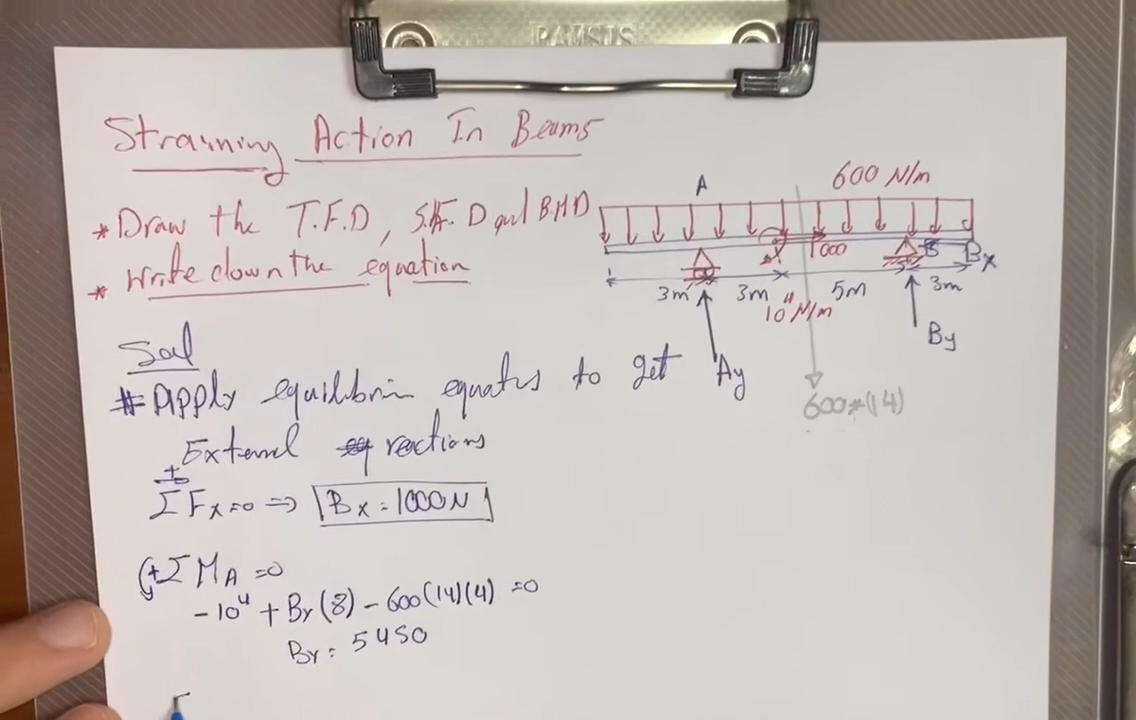 RAMSIS
Straining Action In Beams
* Draw the T.F.D, S.F.D and B.M.D
* Write down the equation
A
600 N/m
1000
B
Bx
3m
3m
5m
3m
10⁴ N/m
Ay
By
600*(14)
Sol
# Apply equilibrium equates to get
External reactions
+
ΣFx=0 => Bx = 1000N
+ΣMA=0
-10⁴ + By(8) - 600(14)(4) =0
By = 5450